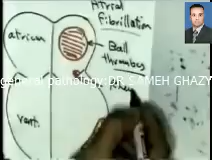 Atrial
Fibrillation
atrium
Ball
thrombus
general pathology:DR.SAMEH GHAZY
vent.